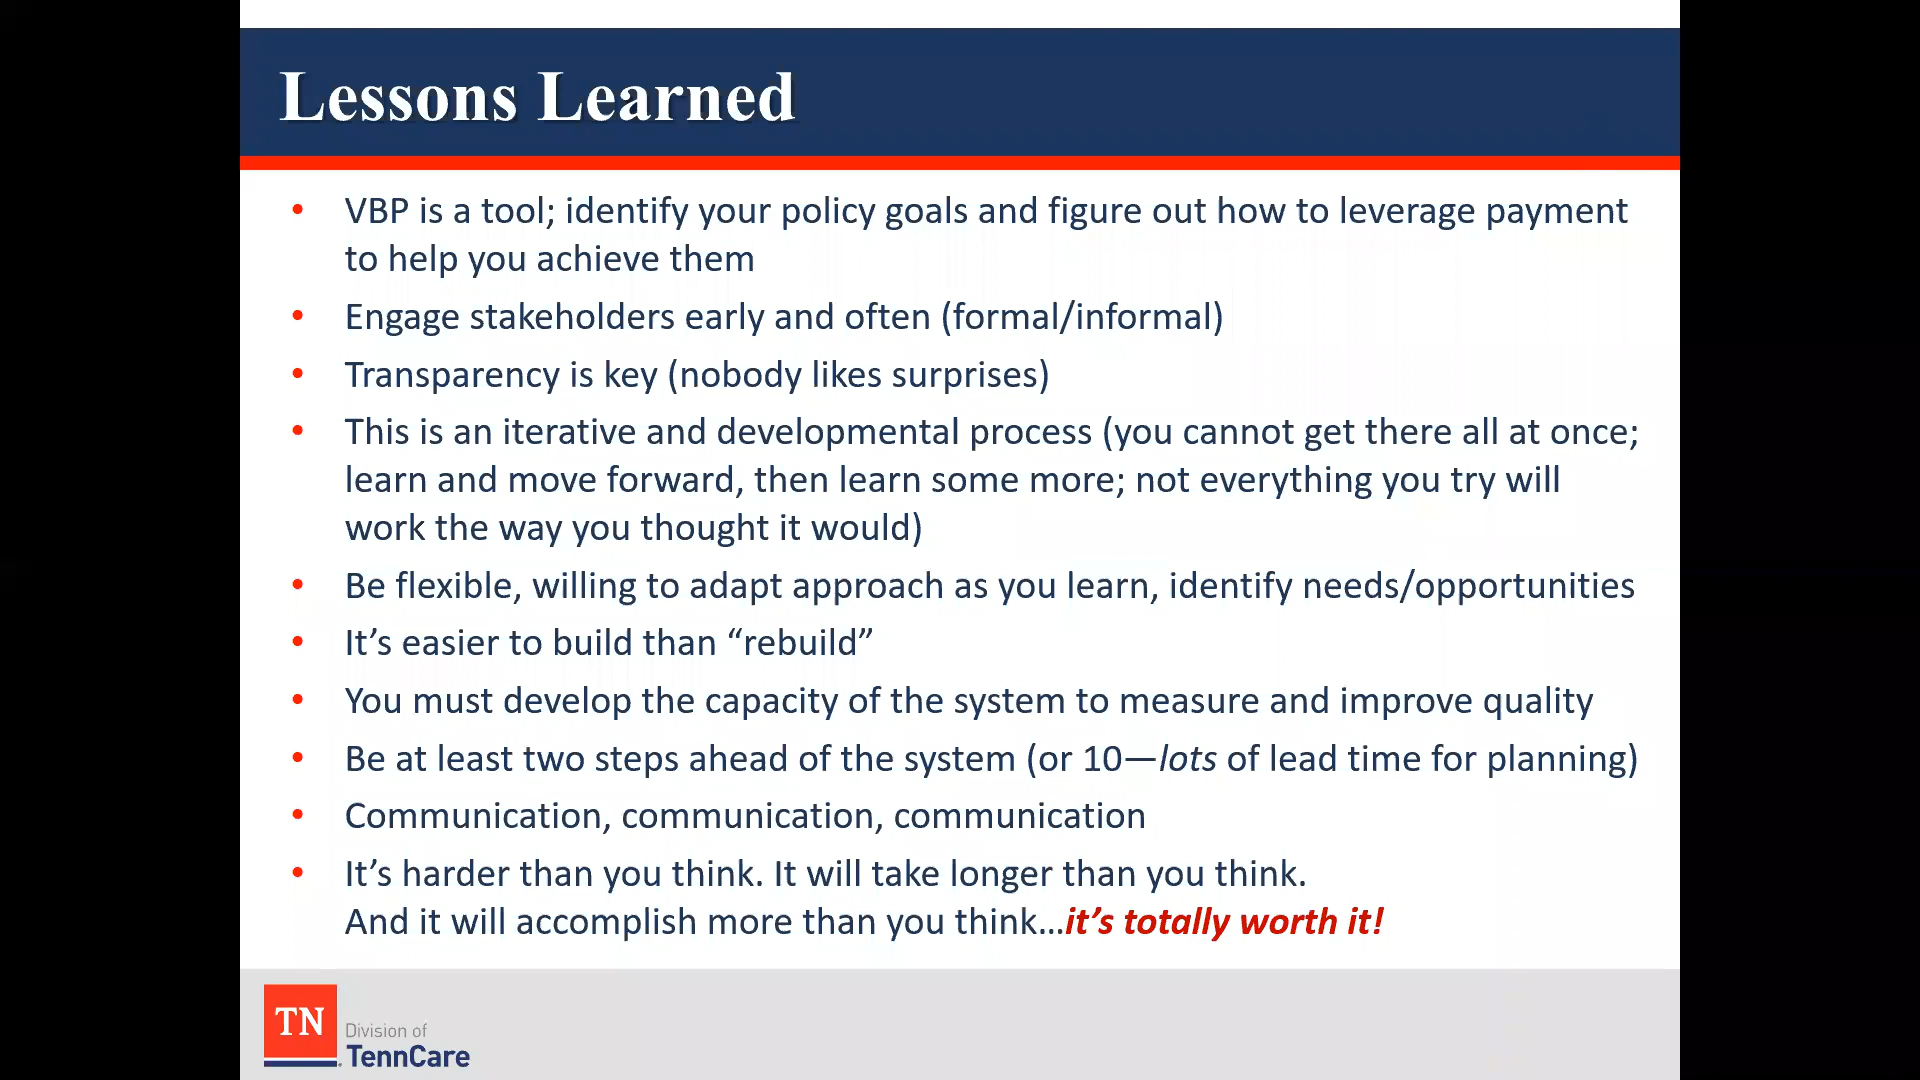 Lessons Learned
• VBP is a tool; identify your policy goals and figure out how to leverage payment
to help you achieve them
• Engage stakeholders early and often (formal/informal)
• Transparency is key (nobody likes surprises)
• This is an iterative and developmental process (you cannot get there all at once;
learn and move forward, then learn some more; not everything you try will
work the way you thought it would)
• Be flexible, willing to adapt approach as you learn, identify needs/opportunities
• It’s easier to build than “rebuild”
• You must develop the capacity of the system to measure and improve quality
• Be at least two steps ahead of the system (or 10—lots of lead time for planning)
• Communication, communication, communication
• It’s harder than you think. It will take longer than you think.
And it will accomplish more than you think…it’s totally worth it!
TN
Division of
TennCare